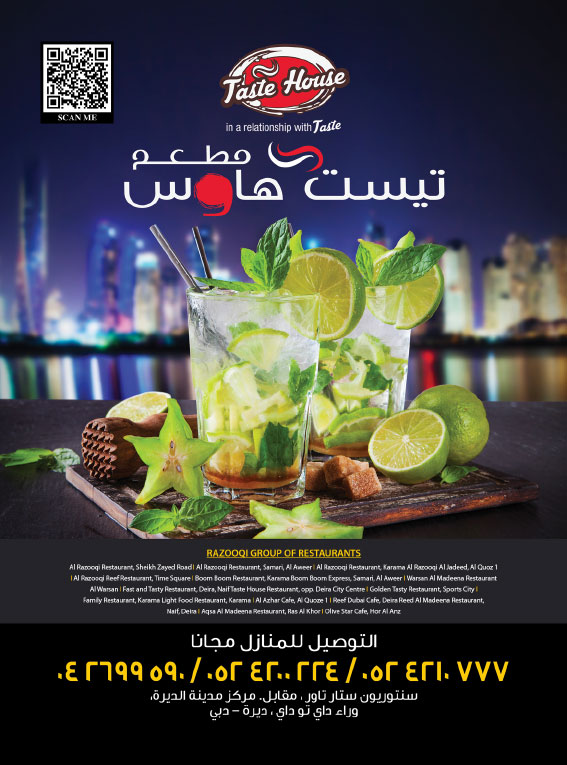 SCAN ME
Taste House
in a relationship with Taste
مطعم
تيست هاوس
RAZOOQI GROUP OF RESTAURANTS
Al Razooqi Restaurant, Sheikh Zayed Road I Al Razooqi Restaurant, Samari, Al Aweer I Al Razooqi Restaurant, Karama Al Razooqi Al Jadeed, Al Quoz 1
I Al Razooqi Reef Restaurant, Time Square I Boom Boom Restaurant, Karama Boom Boom Express, Samari, Al Aweer I Warsan Al Madeena Restaurant
Al Warsan I Fast and Tasty Restaurant, Deira, Naif Taste House Restaurant, opp. Deira City Centre I Golden Tasty Restaurant, Sports City I
Family Restaurant, Karama Light Food Restaurant, Karama I Al Azhar Cafe, Al Quoze 1 I Reef Dubai Cafe, Deira Reed Al Madeena Restaurant,
Naif, Deira I Aqsa Al Madeena Restaurant, Ras Al Khor I Olive Star Cafe, Hor Al Anz
التوصيل للمنازل مجانا
٠٤ ٢٦٩٩ ٥٩٠ / ٠٥٢ ٤٢٠٠ ٢٢٤ / ٠٥٢ ٤٢١٠ ٧٧٧
سنتوريون ستار تاور ، مقابل. مركز مدينة الديرة،
وراء داي تو داي ، ديرة – دبي